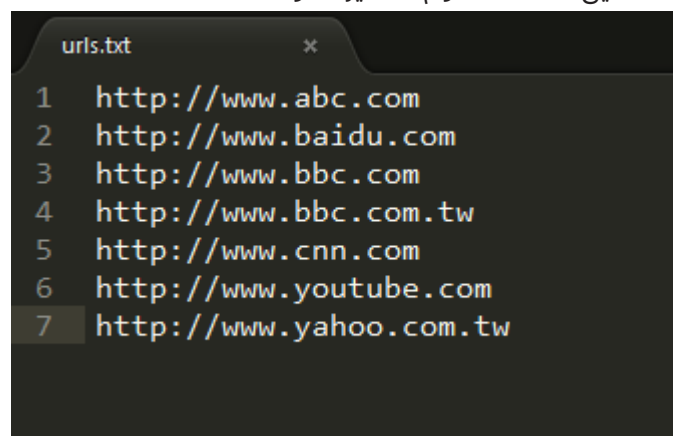 urls.txt ×
1 http://www.abc.com
2 http://www.baidu.com
3 http://www.bbc.com
4 http://www.bbc.com.tw
5 http://www.cnn.com
6 http://www.youtube.com
7 http://www.yahoo.com.tw